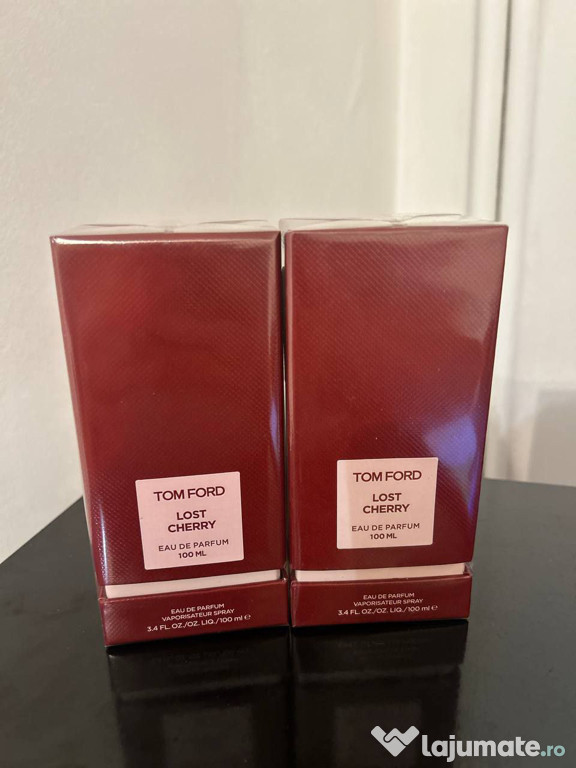 TOM FORD
LOST
CHERRY
EAU DE PARFUM
100 ML
EAU DE PARFUM
VAPORISATEUR SPRAY
3.4 FL. OZ./OZ. LIQ./100 ml ℮
TOM FORD
LOST
CHERRY
EAU DE PARFUM
100 ML
EAU DE PARFUM
VAPORISATEUR SPRAY
3.4 FL. OZ./OZ. LIQ./100 ml ℮
lajumate.ro